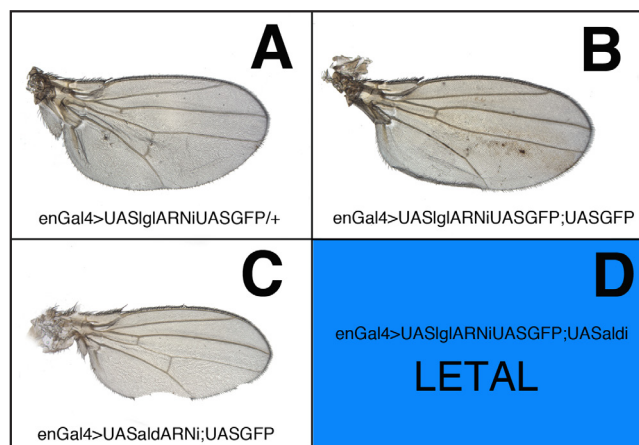 A
enGal4>UASlglARNiUASGFP/+
B
enGal4>UASlglARNiUASGFP;UASGFP
C
enGal4>UASaldARNi;UASGFP
D
enGal4>UASlglARNiUASGFP;UASaldi
LETAL